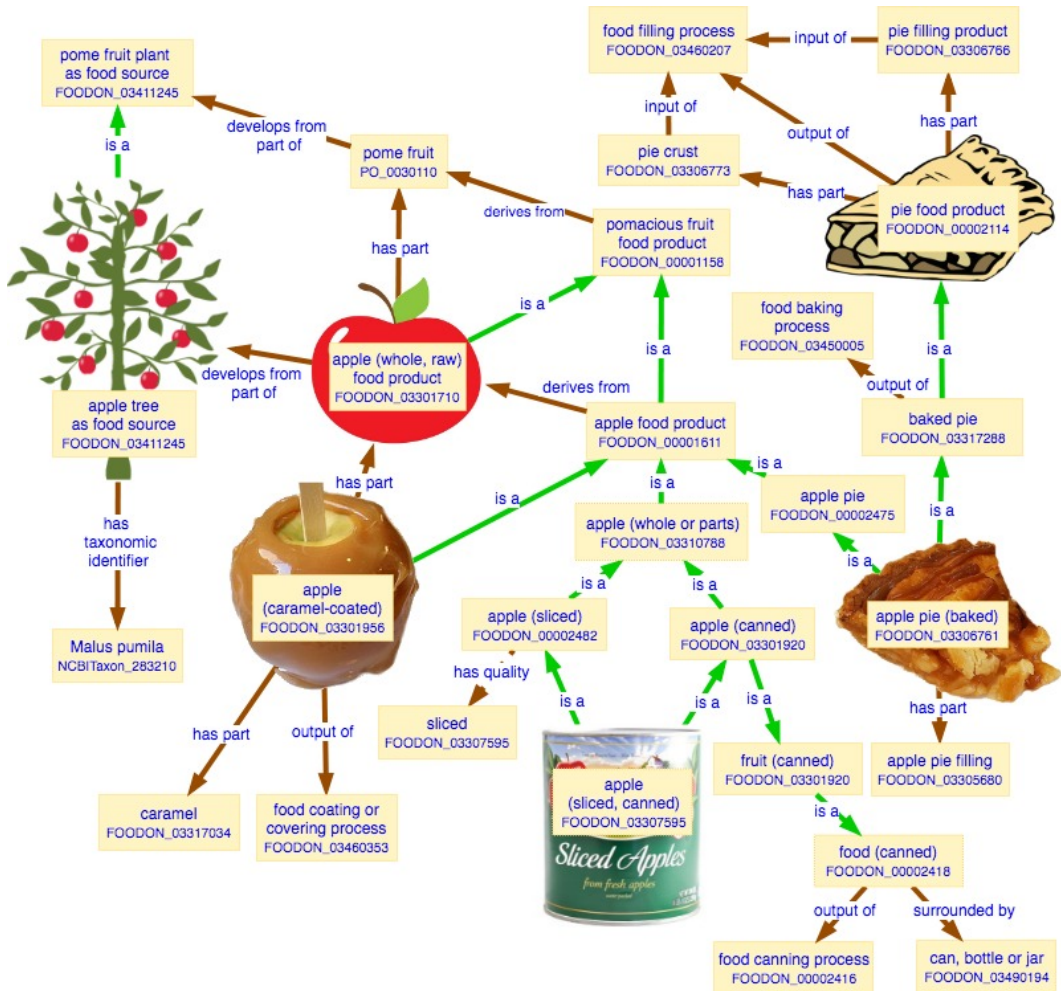 food filling process
FOODON_03460207
input of
pie filling product
FOODON_03306766
pome fruit plant
as food source
FOODON_03411245
develops from
part of
is a
pome fruit
PO_0030110
input of
output of
has part
pie crust
FOODON_03306773
has part
pie food product
FOODON_00002114
derives from
pomacious fruit
food product
FOODON_00001158
has part
is a
food baking
process
FOODON_03450005
is a
is a
apple (whole, raw)
food product
FOODON_03301710
develops from
part of
derives from
output of
apple tree
as food source
FOODON_03411245
apple food product
FOODON_00001611
baked pie
FOODON_03317288
has part
is a
is a
is a
apple pie
FOODON_00002475
is a
has
taxonomic
identifier
apple (whole or parts)
FOODON_03310788
is a
is a
is a
apple
(caramel-coated)
FOODON_03301956
apple (sliced)
FOODON_00002482
apple (canned)
FOODON_03301920
apple pie (baked)
FOODON_03306761
Malus pumila
NCBITaxon_283210
has quality
is a
is a
is a
has part
sliced
FOODON_03307595
has part
output of
fruit (canned)
FOODON_03301920
apple pie filling
FOODON_03305680
apple
(sliced, canned)
FOODON_03307595
caramel
FOODON_03317034
food coating or
covering process
FOODON_03460353
is a
Sliced Apples
from fresh apples
food (canned)
FOODON_00002418
output of
surrounded by
food canning process
FOODON_00002416
can, bottle or jar
FOODON_03490194